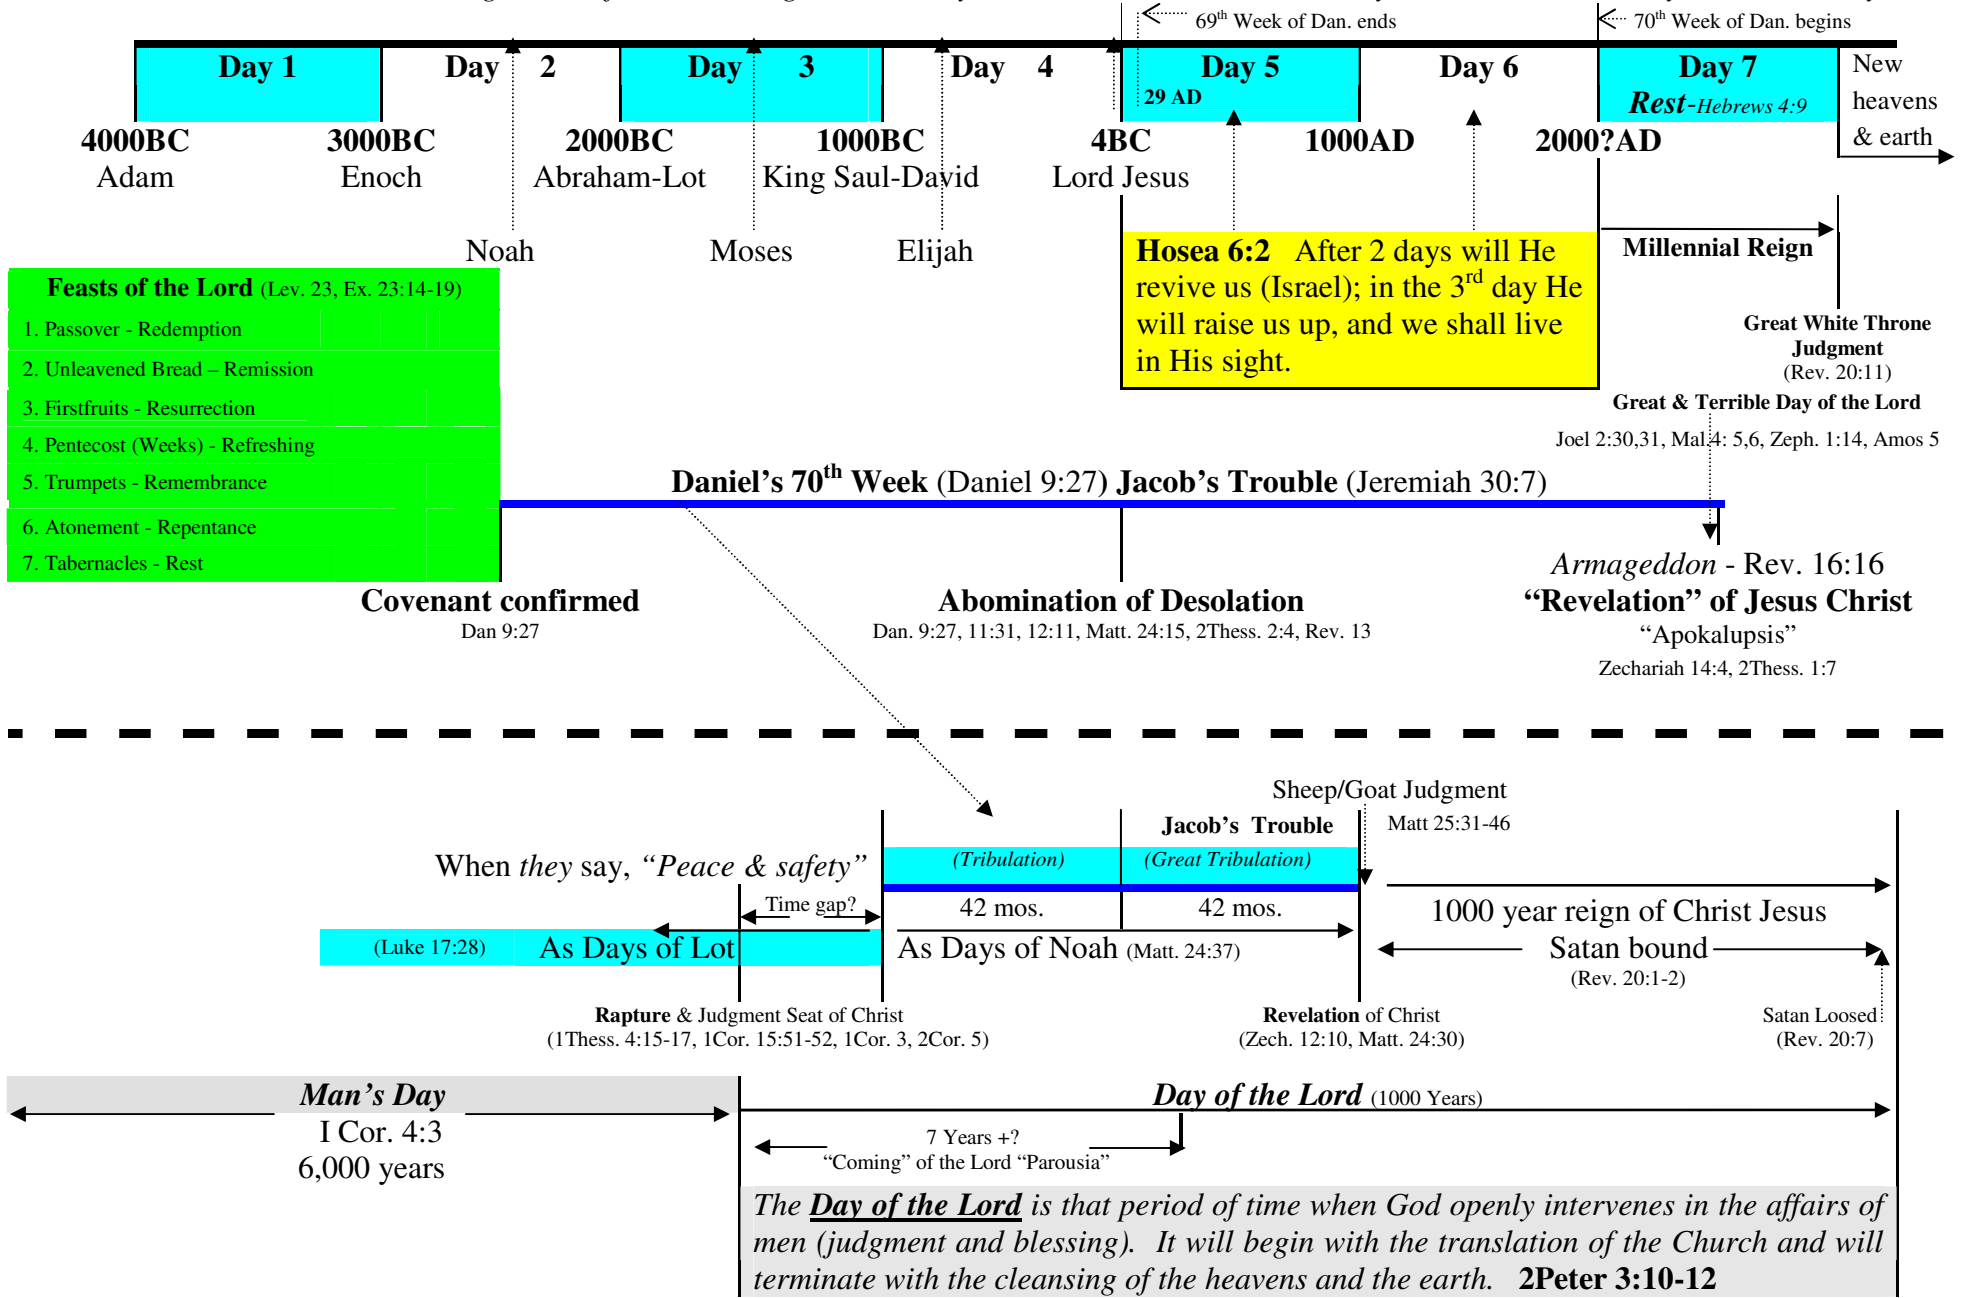 69th Week of Dan. ends
70th Week of Dan. begins
Day 1
Day 2
Day 3
Day 4
Day 5
Day 6
Day 7
New
heavens
& earth
29 AD
Rest-Hebrews 4:9
4000BC
3000BC
2000BC
1000BC
4BC
1000AD
2000?AD
Adam
Enoch
Abraham-Lot
King Saul-David
Lord Jesus
Noah
Moses
Elijah
Hosea 6:2 After 2 days will He
revive us (Israel); in the 3rd day He
will raise us up, and we shall live
in His sight.
Millennial Reign
Great White Throne
Judgment
(Rev. 20:11)
Great & Terrible Day of the Lord
Joel 2:30,31, Mal.4: 5,6, Zeph. 1:14, Amos 5
Feasts of the Lord (Lev. 23, Ex. 23:14-19)
1. Passover - Redemption
2. Unleavened Bread – Remission
3. Firstfruits - Resurrection
4. Pentecost (Weeks) - Refreshing
5. Trumpets - Remembrance
6. Atonement - Repentance
7. Tabernacles - Rest
Daniel’s 70th Week (Daniel 9:27) Jacob’s Trouble (Jeremiah 30:7)
Covenant confirmed
Dan 9:27
Abomination of Desolation
Dan. 9:27, 11:31, 12:11, Matt. 24:15, 2Thess. 2:4, Rev. 13
Armageddon - Rev. 16:16
“Revelation” of Jesus Christ
“Apokalupsis”
Zechariah 14:4, 2Thess. 1:7
Sheep/Goat Judgment
Matt 25:31-46
Jacob’s Trouble
When they say, “Peace & safety”
(Tribulation)
(Great Tribulation)
Time gap?
42 mos.
42 mos.
1000 year reign of Christ Jesus
(Luke 17:28) As Days of Lot
As Days of Noah (Matt. 24:37)
Satan bound
(Rev. 20:1-2)
Rapture & Judgment Seat of Christ
(1Thess. 4:15-17, 1Cor. 15:51-52, 1Cor. 3, 2Cor. 5)
Revelation of Christ
(Zech. 12:10, Matt. 24:30)
Satan Loosed
(Rev. 20:7)
Man’s Day
I Cor. 4:3
6,000 years
Day of the Lord (1000 Years)
7 Years +?
“Coming” of the Lord “Parousia”
The Day of the Lord is that period of time when God openly intervenes in the affairs of
men (judgment and blessing). It will begin with the translation of the Church and will
terminate with the cleansing of the heavens and the earth. 2Peter 3:10-12